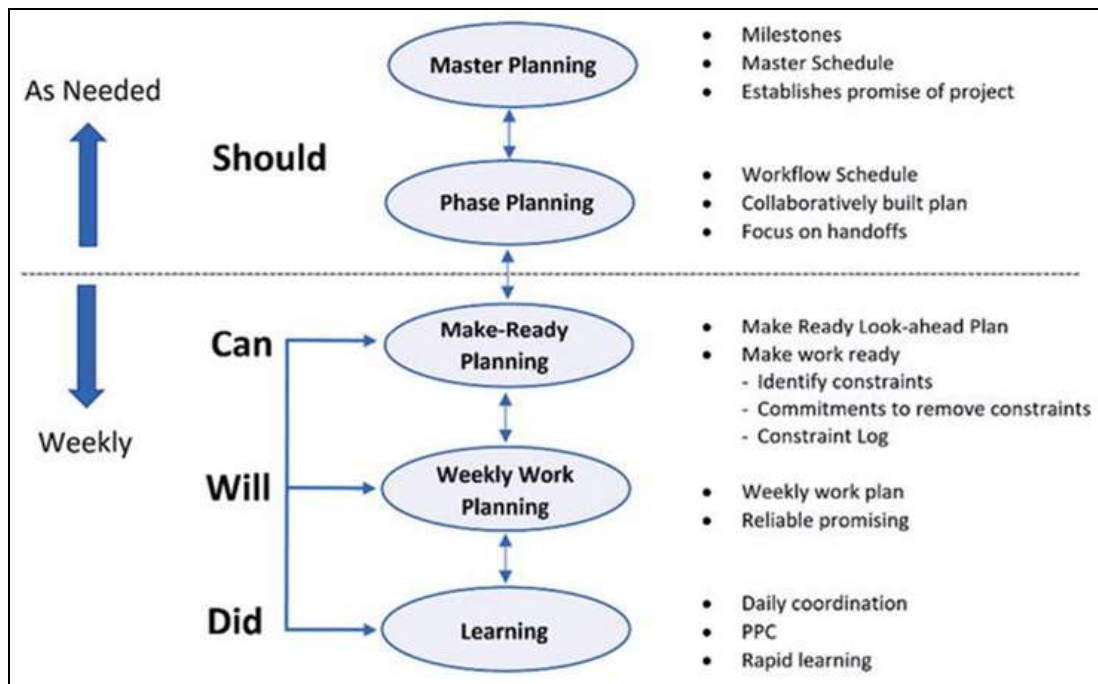 As Needed
Should
Master Planning
• Milestones
• Master Schedule
• Establishes promise of project
Phase Planning
• Workflow Schedule
• Collaboratively built plan
• Focus on handoffs
Can
Make-Ready
Planning
• Make Ready Look-ahead Plan
• Make work ready
- Identify constraints
- Commitments to remove constraints
- Constraint Log
Weekly
Will
Weekly Work
Planning
• Weekly work plan
• Reliable promising
Did
Learning
• Daily coordination
• PPC
• Rapid learning